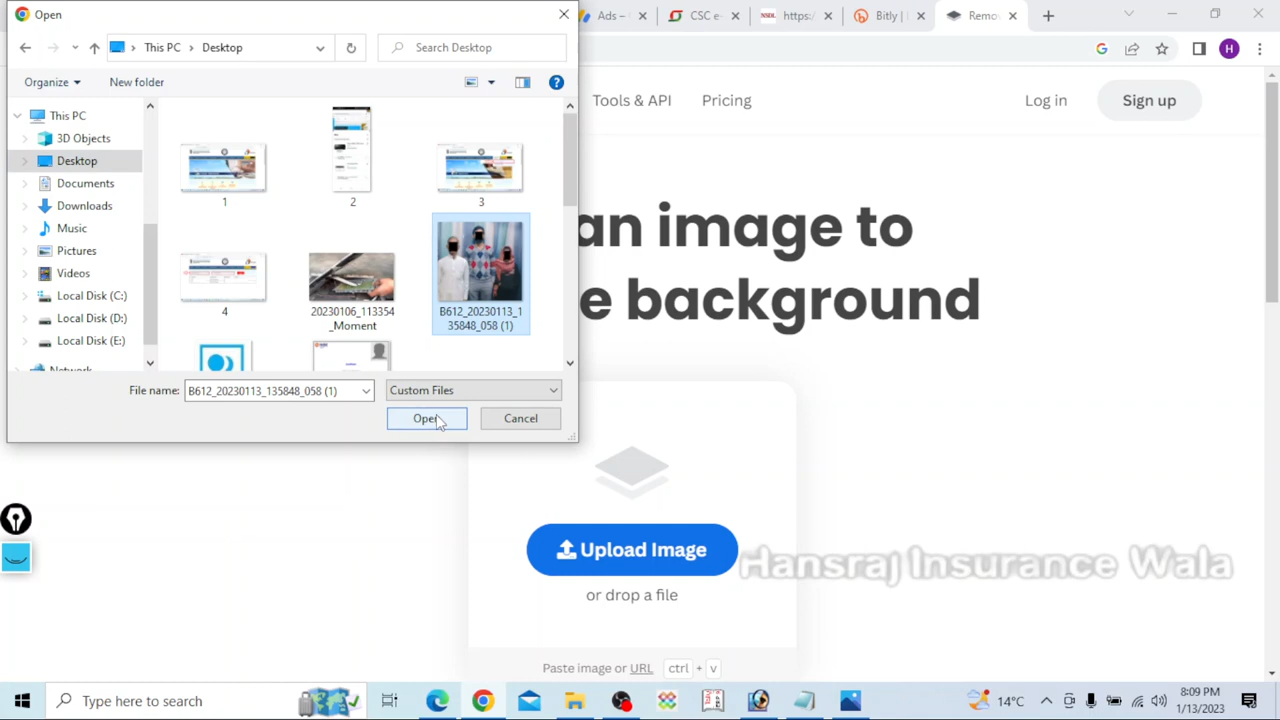 Open
Ads –
CSC e-
https:/
Bitly |
Remo
This PC > Desktop
Search Desktop
Organize
New folder
Tools & API
Pricing
Log in
Sign up
This PC
3D Objects
Desktop
Documents
Downloads
Music
Pictures
Videos
Local Disk (C:)
Local Disk (D:)
Local Disk (E:)
Network
1
2
3
4
20230106_113354
_Moment
B612_20230113_1
35848_058 (1)
an image to
e background
File name:
B612_20230113_135848_058 (1)
Custom Files
Open
Cancel
Upload Image
or drop a file
Paste image or URL ctrl + v
Hansraj Insurance Wala
Type here to search
14°C
8:09 PM
1/13/2023
H
NSDL